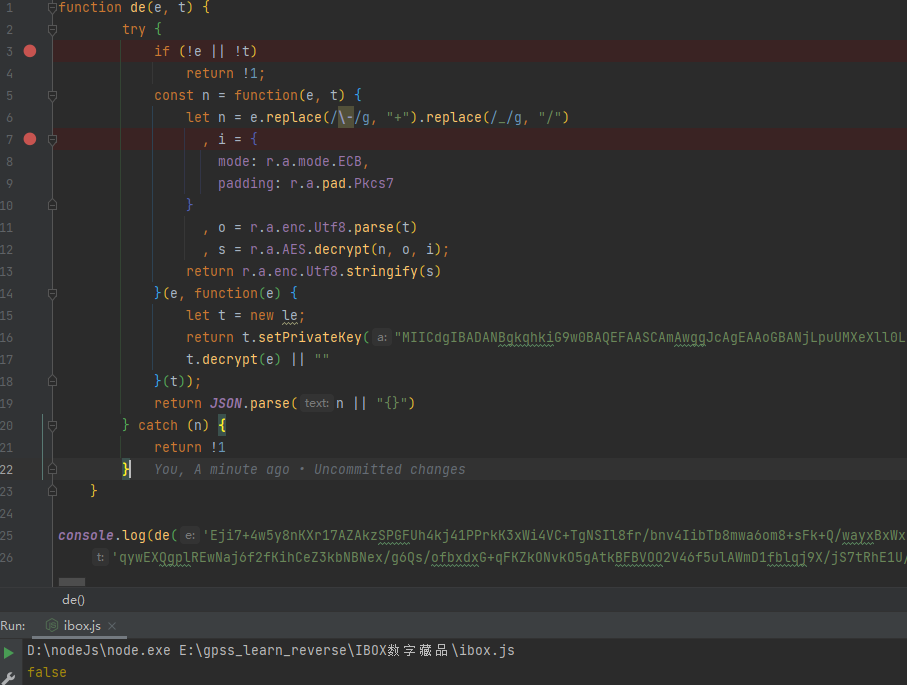 1 function de(e, t) {
2 try {
3 if (!e || !t)
4 return !1;
5 const n = function(e, t) {
6 let n = e.replace(/\-/g, "+").replace(/_/g, "/")
7 , i = {
8 mode: r.a.mode.ECB,
9 padding: r.a.pad.Pkcs7
10 }
11 , o = r.a.enc.Utf8.parse(t)
12 , s = r.a.AES.decrypt(n, o, i);
13 return r.a.enc.Utf8.stringify(s)
14 }(e, function(e) {
15 let t = new le;
16 return t.setPrivateKey( a: "MIICdgIBADANBgkqhkiG9w0BAQEFAASCAmAwggJcAgEAAoGBANjLpuUMXeXll0L
17 t.decrypt(e) || ""
18 }(t));
19 return JSON.parse( text: n || "{}")
20 } catch (n) {
21 return !1
22 } You, A minute ago • Uncommitted changes
23 }
24
25 console.log(de( e: 'Eji7+4w5y8nKXr17AZAkzSPGFUh4kj41PPrkK3xWi4VC+TgNSIl8fr/bnv4IibTb8mwa6om8+sFk+Q/wayxBxWx
26 t: 'qywEXQgplREwNaj6f2fKihCeZ3kbNBNex/g6Qs/ofbxdxG+qFKZkONvkO5gAtkBFBVOO2V46f5ulAWmD1fblqj9X/jS7tRhE1U/
de()
Run: ibox.js ×
D:\nodeJs\node.exe E:\gpss_learn_reverse\IBOX数字藏品\ibox.js
false